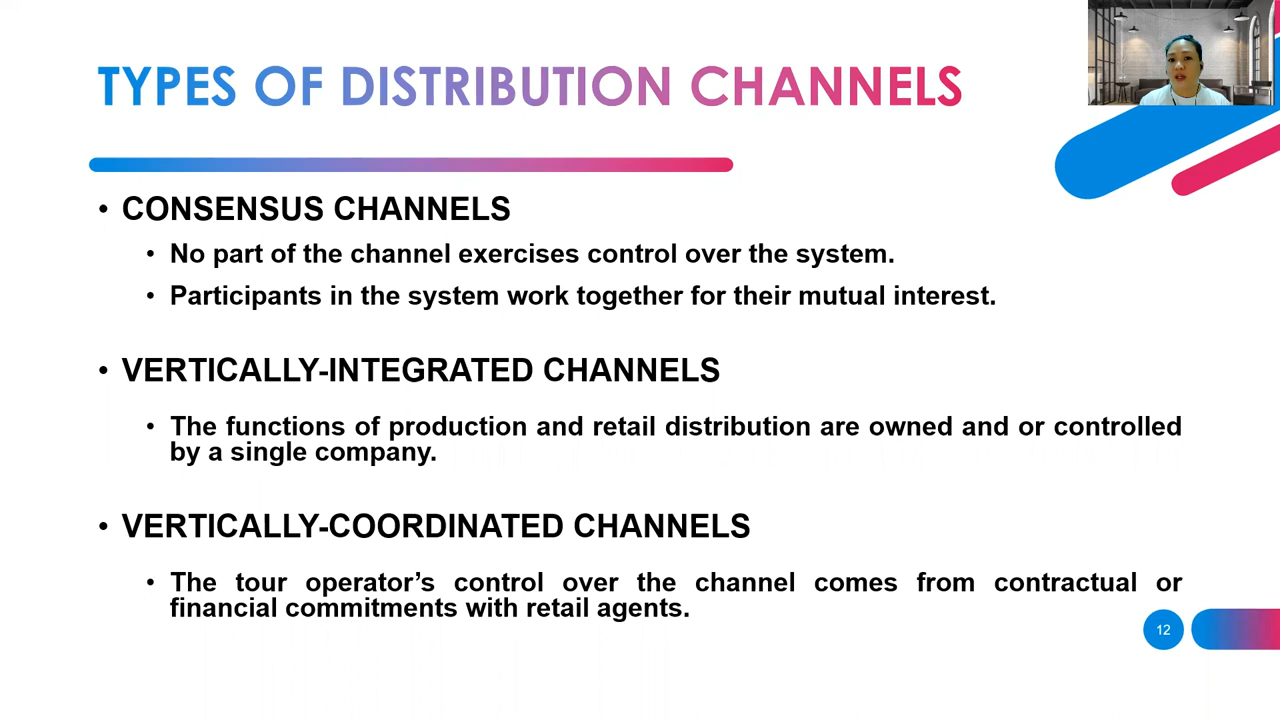 TYPES OF DISTRIBUTION CHANNELS
• CONSENSUS CHANNELS
• No part of the channel exercises control over the system.
• Participants in the system work together for their mutual interest.
• VERTICALLY-INTEGRATED CHANNELS
• The functions of production and retail distribution are owned and or controlled
by a single company.
• VERTICALLY-COORDINATED CHANNELS
• The tour operator’s control over the channel comes from contractual or
financial commitments with retail agents.
12